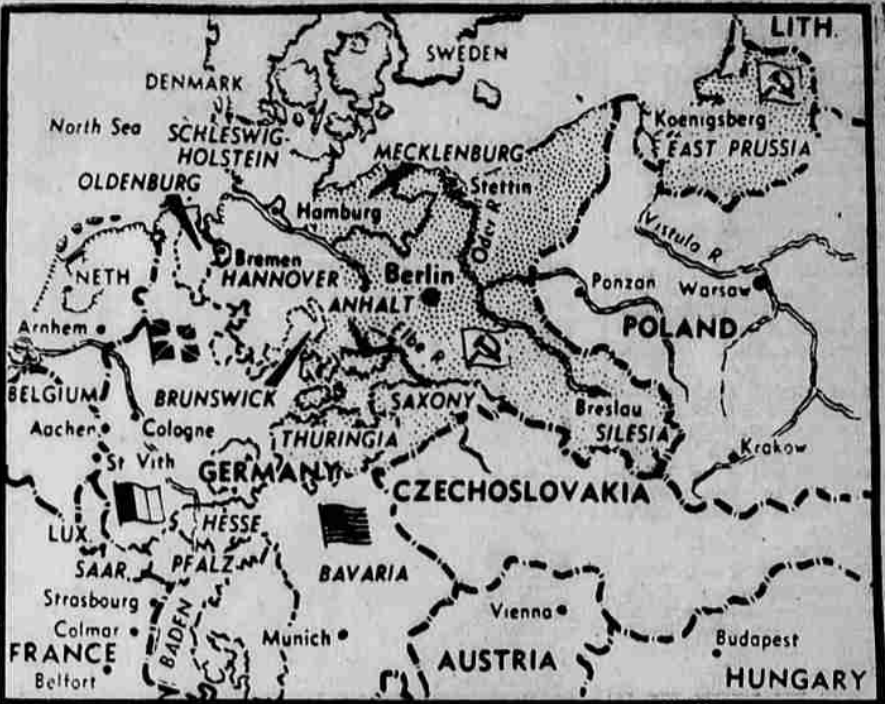 LITH.
SWEDEN
DENMARK
North Sea
SCHLESWIG-
HOLSTEIN
Koenigsberg
EAST PRUSSIA
MECKLENBURG
OLDENBURG
Stettin
Hamburg
Oder R
Vistula R
Bremen
HANNOVER
NETH
Berlin
ANHALT
Ponzan
Warsaw
POLAND
Arnhem
Elbe R.
BELGIUM
BRUNSWICK
SAXONY
Breslau
SILESIA
Aachen
Cologne
THURINGIA
Krakow
St Vith
GERMANY
CZECHOSLOVAKIA
S.
HESSE
LUX.
SAAR
PFALZ
BAVARIA
Strasbourg
Vienna
Colmar
BADEN
Munich
Budapest
FRANCE
AUSTRIA
Belfort
HUNGARY